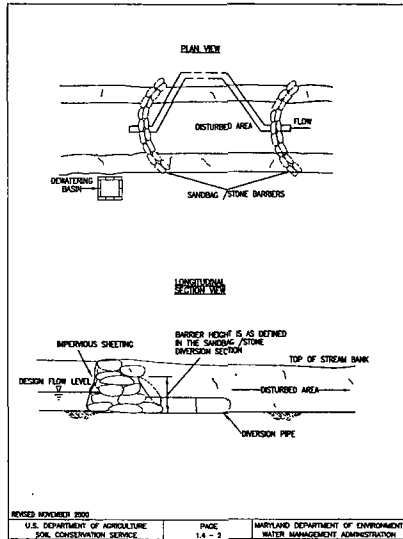 PLAN VIEW
FLOW
DISTURBED AREA
DEWATERING
BASIN
SANDBAG /STONE BARRIERS
LONGITUDINAL
SECTION VIEW
BARRIER HEIGHT IS AS DEFINED
IN THE SANDBAG /STONE
DIVERSION SECTION
IMPERVIOUS SHEETING
TOP OF STREAM BANK
DESIGN FLOW LEVEL
DISTURBED AREA
DIVERSION PIPE
REVISED NOVEMBER 2000
U.S. DEPARTMENT OF AGRICULTURE
SOIL CONSERVATION SERVICE
PAGE
1.4 - 2
MARYLAND DEPARTMENT OF ENVIRONMENT
WATER MANAGEMENT ADMINISTRATION